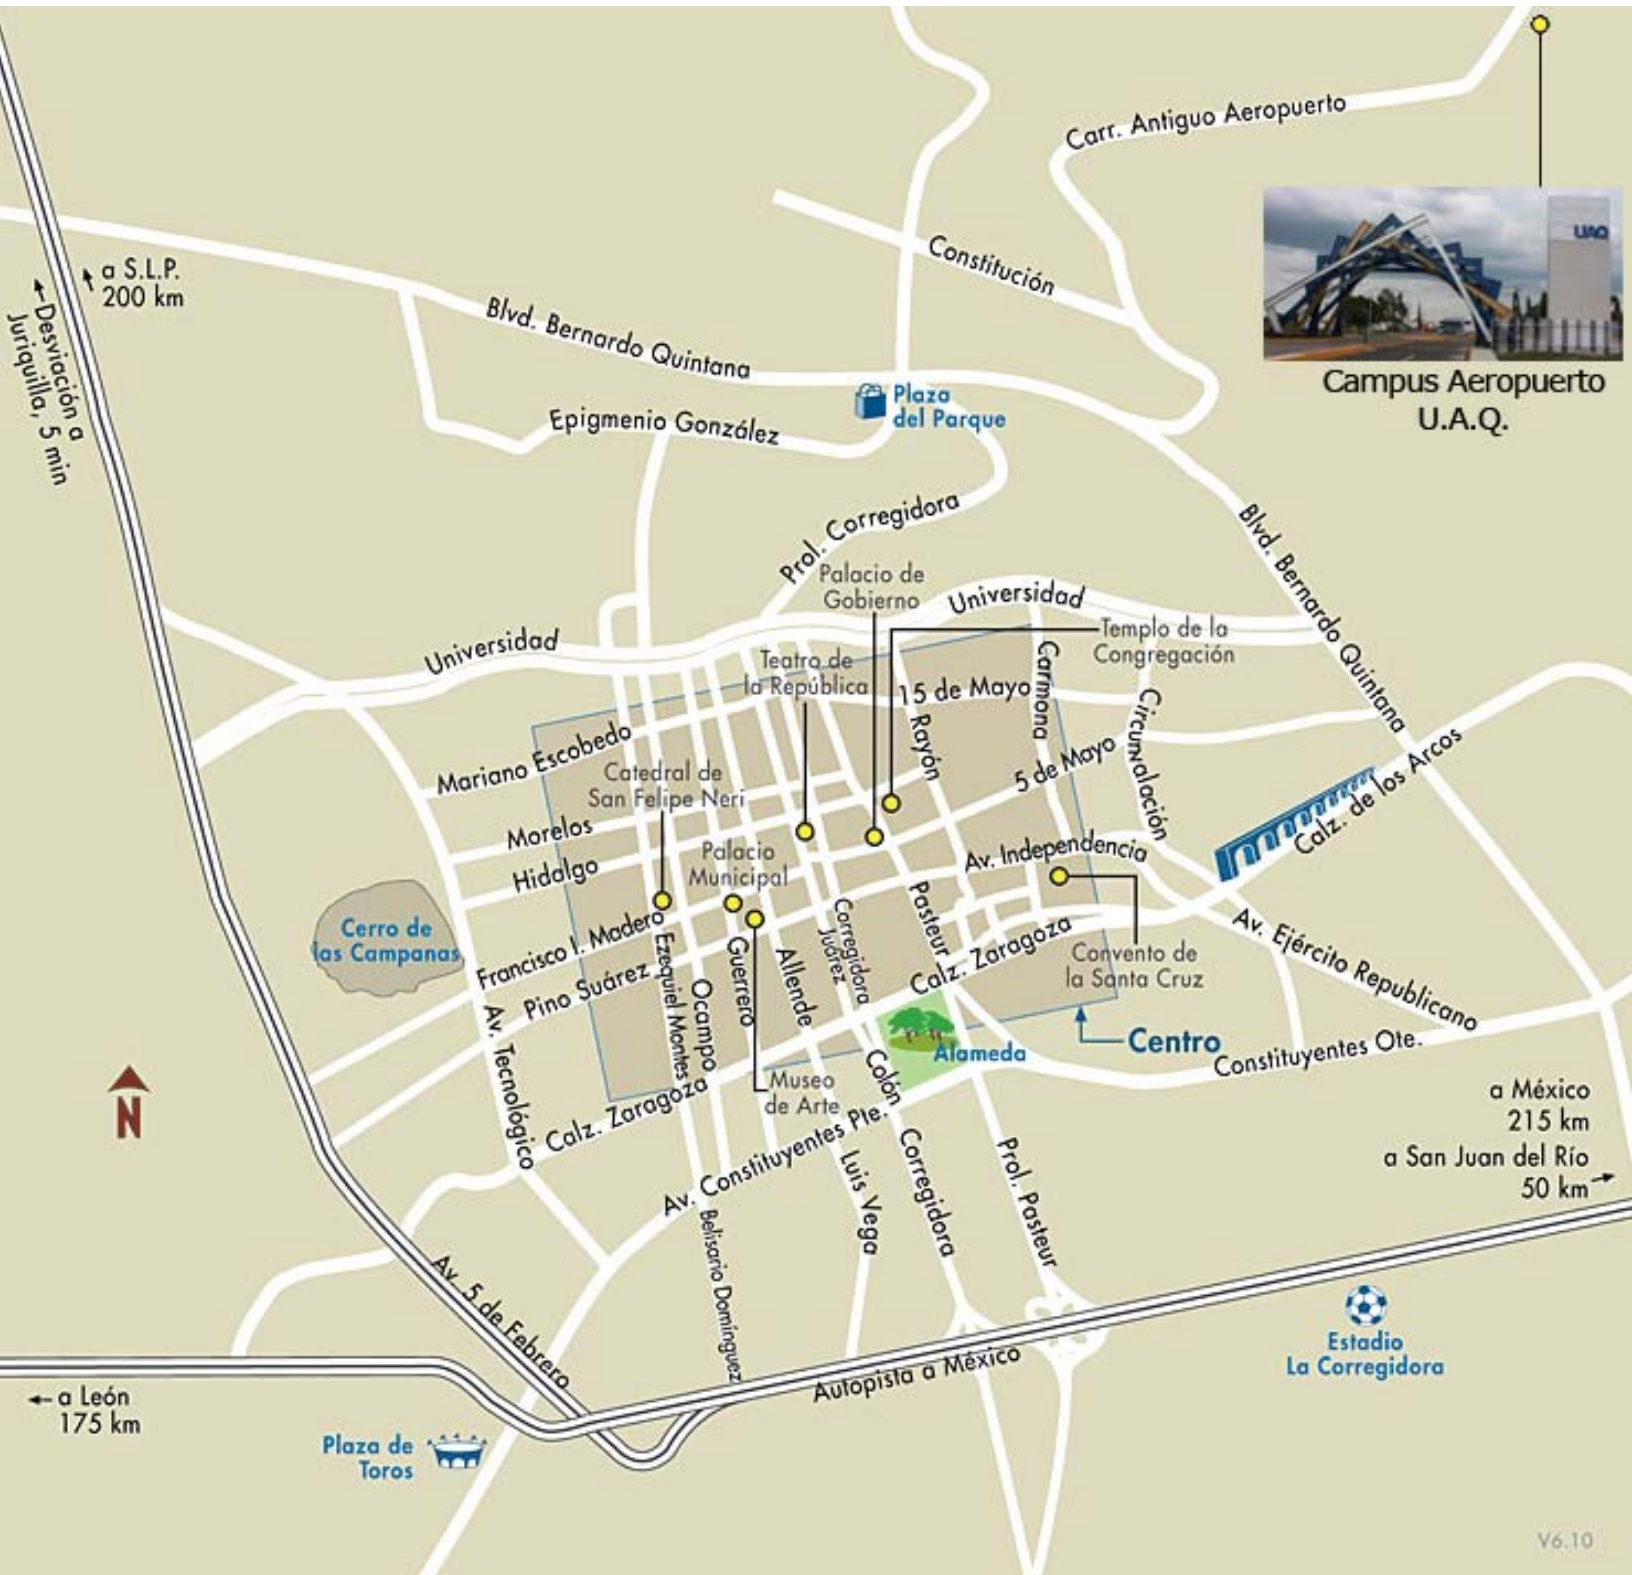 Carr. Antiguo Aeropuerto
UAQ
Campus Aeropuerto
U.A.Q.
Constitución
a S.L.P.
200 km
Desviación a
Juriquilla, 5 min
Blvd. Bernardo Quintana
Plaza
del Parque
Epigmenio González
Prol. Corregidora
Blvd. Bernardo Quintana
Palacio de
Gobierno
Universidad
Universidad
Templo de la
Congregación
Teatro de
la República
15 de Mayo
Carmona
Circunvalación
Rayón
Mariano Escobedo
5 de Mayo
Calz. de los Arcos
Catedral de
San Felipe Neri
Morelos
Hidalgo
Palacio
Municipal
Av. Independencia
Cerro de
las Campanas
Francisco I. Madero
Pino Suárez
Ezequiel Montes
Ocampo
Guerrero
Allende
Corregidora
Juárez
Pasteur
Calz. Zaragoza
Convento de
la Santa Cruz
Av. Ejército Republicano
Av. Tecnológico
Alameda
Centro
Constituyentes Ote.
Colón
Museo
de Arte
Calz. Zaragoza
Av. Constituyentes Pte.
N
a México
215 km
a San Juan del Río
50 km
Luis Vega
Corregidora
Prol. Pasteur
Belisario Domínguez
Av. 5 de Febrero
Autopista a México
Estadio
La Corregidora
a León
175 km
Plaza de
Toros
V6.10